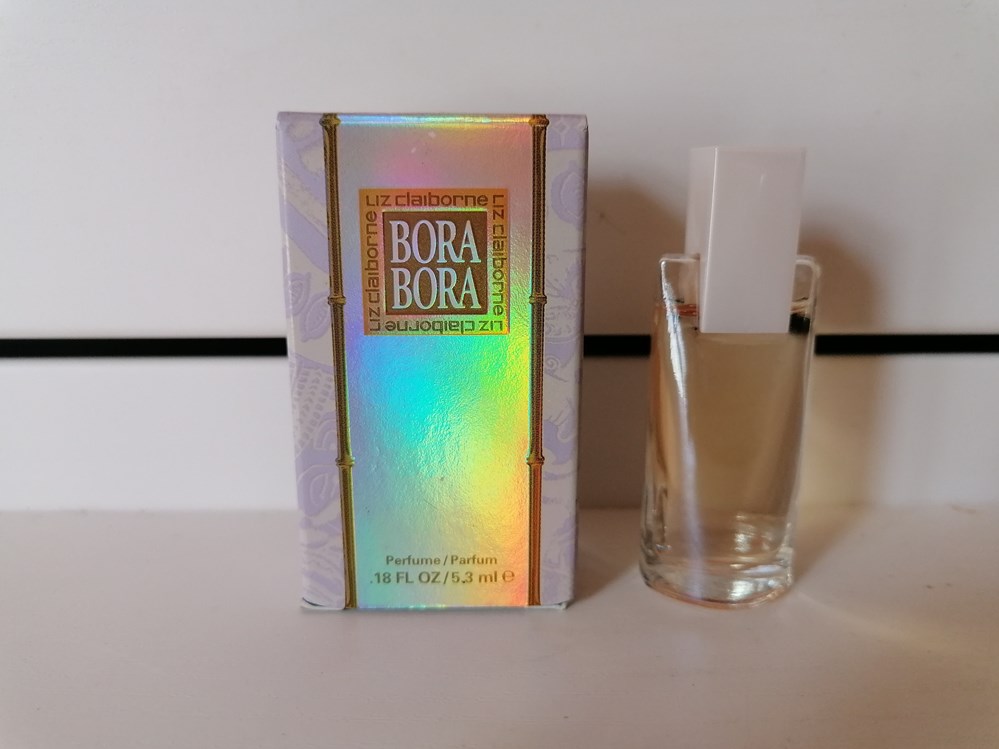 Liz claiborne
Liz claiborne
Liz claiborne
BORA
BORA
Liz claiborne
Perfume / Parfum
.18 FL OZ / 5.3 ml ℮